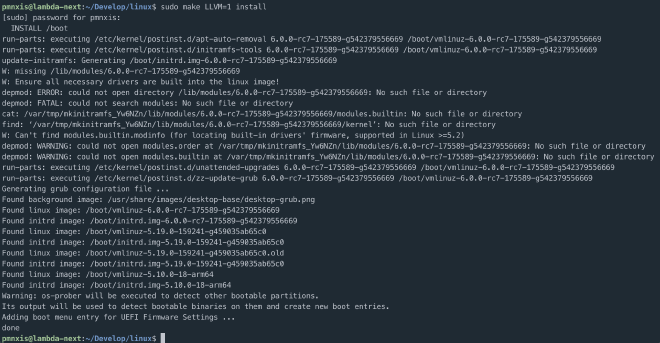 pmnxis@lambda-next:~/Develop/linux$ sudo make LLVM=1 install
[sudo] password for pmnxis:
  INSTALL /boot
run-parts: executing /etc/kernel/postinst.d/apt-auto-removal 6.0.0-rc7-175589-g542379556669 /boot/vmlinuz-6.0.0-rc7-175589-g542379556669
run-parts: executing /etc/kernel/postinst.d/initramfs-tools 6.0.0-rc7-175589-g542379556669 /boot/vmlinuz-6.0.0-rc7-175589-g542379556669
update-initramfs: Generating /boot/initrd.img-6.0.0-rc7-175589-g542379556669
W: missing /lib/modules/6.0.0-rc7-175589-g542379556669
W: Ensure all necessary drivers are built into the linux image!
depmod: ERROR: could not open directory /lib/modules/6.0.0-rc7-175589-g542379556669: No such file or directory
depmod: FATAL: could not search modules: No such file or directory
cat: /var/tmp/mkinitramfs_Yw6NZn/lib/modules/6.0.0-rc7-175589-g542379556669/modules.builtin: No such file or directory
find: '/var/tmp/mkinitramfs_Yw6NZn/lib/modules/6.0.0-rc7-175589-g542379556669/kernel': No such file or directory
W: Can't find modules.builtin.modinfo (for locating built-in drivers' firmware, supported in Linux >=5.2)
depmod: WARNING: could not open modules.order at /var/tmp/mkinitramfs_Yw6NZn/lib/modules/6.0.0-rc7-175589-g542379556669: No such file or directory
depmod: WARNING: could not open modules.builtin at /var/tmp/mkinitramfs_Yw6NZn/lib/modules/6.0.0-rc7-175589-g542379556669: No such file or directory
run-parts: executing /etc/kernel/postinst.d/unattended-upgrades 6.0.0-rc7-175589-g542379556669 /boot/vmlinuz-6.0.0-rc7-175589-g542379556669
run-parts: executing /etc/kernel/postinst.d/zz-update-grub 6.0.0-rc7-175589-g542379556669 /boot/vmlinuz-6.0.0-rc7-175589-g542379556669
Generating grub configuration file ...
Found background image: /usr/share/images/desktop-base/desktop-grub.png
Found linux image: /boot/vmlinuz-6.0.0-rc7-175589-g542379556669
Found initrd image: /boot/initrd.img-6.0.0-rc7-175589-g542379556669
Found linux image: /boot/vmlinuz-5.19.0-159241-g459035ab65c0
Found initrd image: /boot/initrd.img-5.19.0-159241-g459035ab65c0
Found linux image: /boot/vmlinuz-5.19.0-159241-g459035ab65c0.old
Found initrd image: /boot/initrd.img-5.19.0-159241-g459035ab65c0
Found linux image: /boot/vmlinuz-5.10.0-18-arm64
Found initrd image: /boot/initrd.img-5.10.0-18-arm64
Warning: os-prober will be executed to detect other bootable partitions.
Its output will be used to detect bootable binaries on them and create new boot entries.
Adding boot menu entry for UEFI Firmware Settings ...
done
pmnxis@lambda-next:~/Develop/linux$